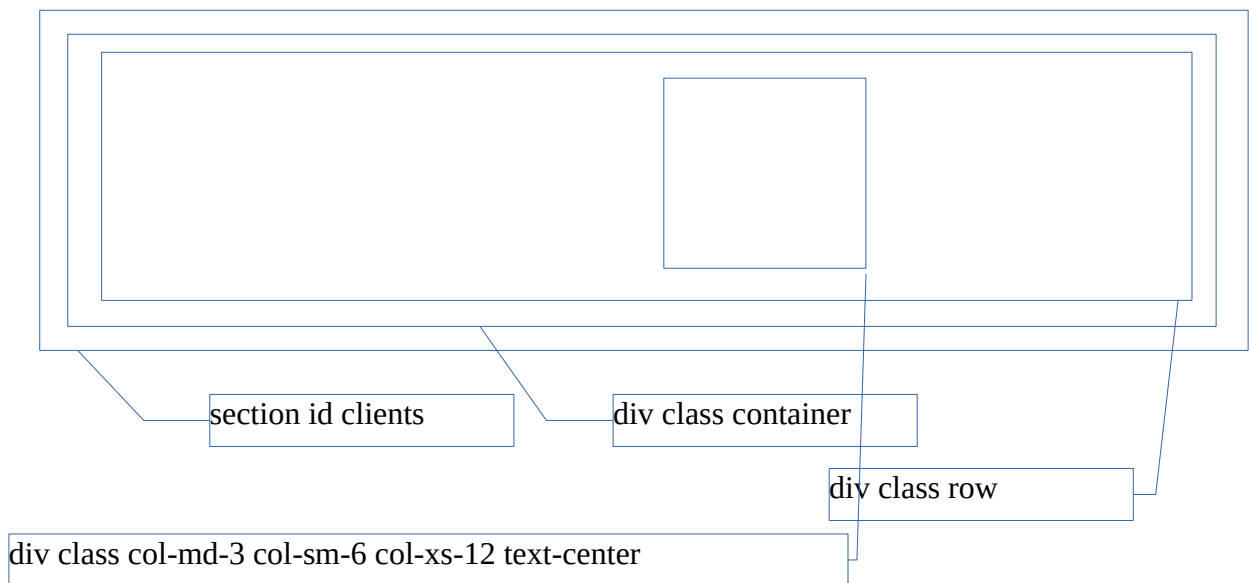 section id clients
div class container
div class row
div class col-md-3 col-sm-6 col-xs-12 text-center